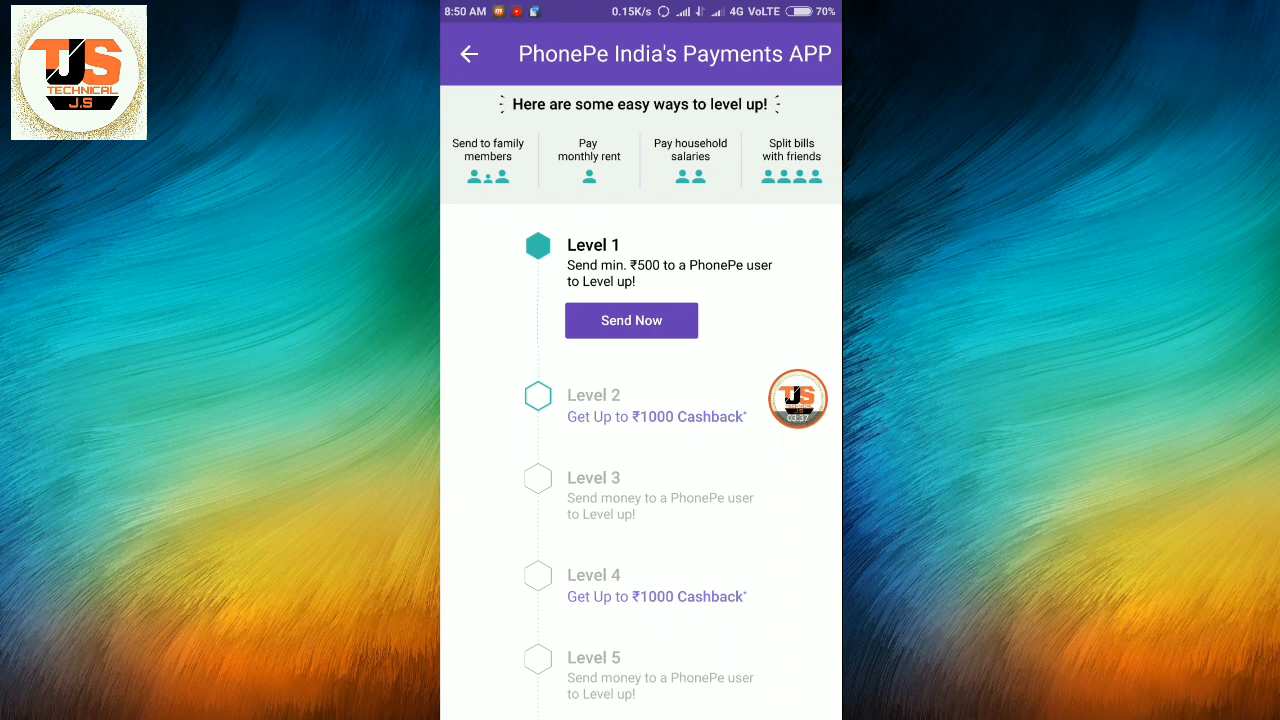 TJS
TECHNICAL
J.S
8:50 AM 0.15K/s 4G VoLTE 70%
PhonePe India's Payments APP
Here are some easy ways to level up!
Send to family
members
Pay
monthly rent
Pay household
salaries
Split bills
with friends
Level 1
Send min. ₹500 to a PhonePe user
to Level up!
Send Now
Level 2
Get Up to ₹1000 Cashback*
TJS
J.S
03:37
Level 3
Send money to a PhonePe user
to Level up!
Level 4
Get Up to ₹1000 Cashback*
Level 5
Send money to a PhonePe user
to Level up!